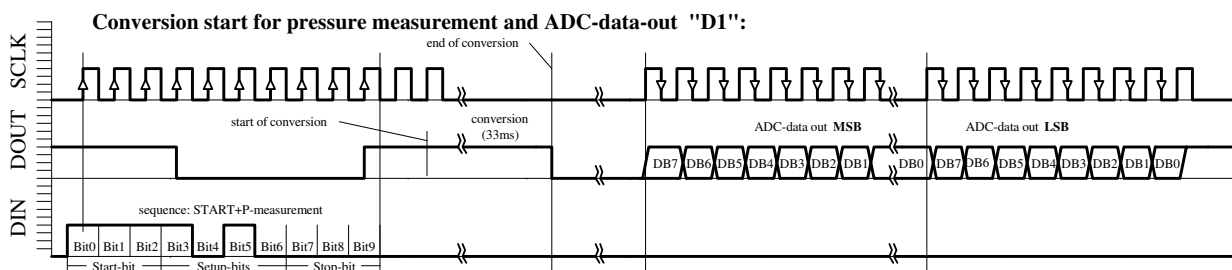 Conversion start for pressure measurement and ADC-data-out "D1":
end of conversion
SCLK
start of conversion
conversion
(33ms)
ADC-data out MSB
ADC-data out LSB
DOUT
DB7 DB6 DB5 DB4 DB3 DB2 DB1 DB0 DB7 DB6 DB5 DB4 DB3 DB2 DB1 DB0
sequence: START+P-measurement
DIN
Bit0 Bit1 Bit2 Bit3 Bit4 Bit5 Bit6 Bit7 Bit8 Bit9
Start-bit Setup-bits Stop-bit